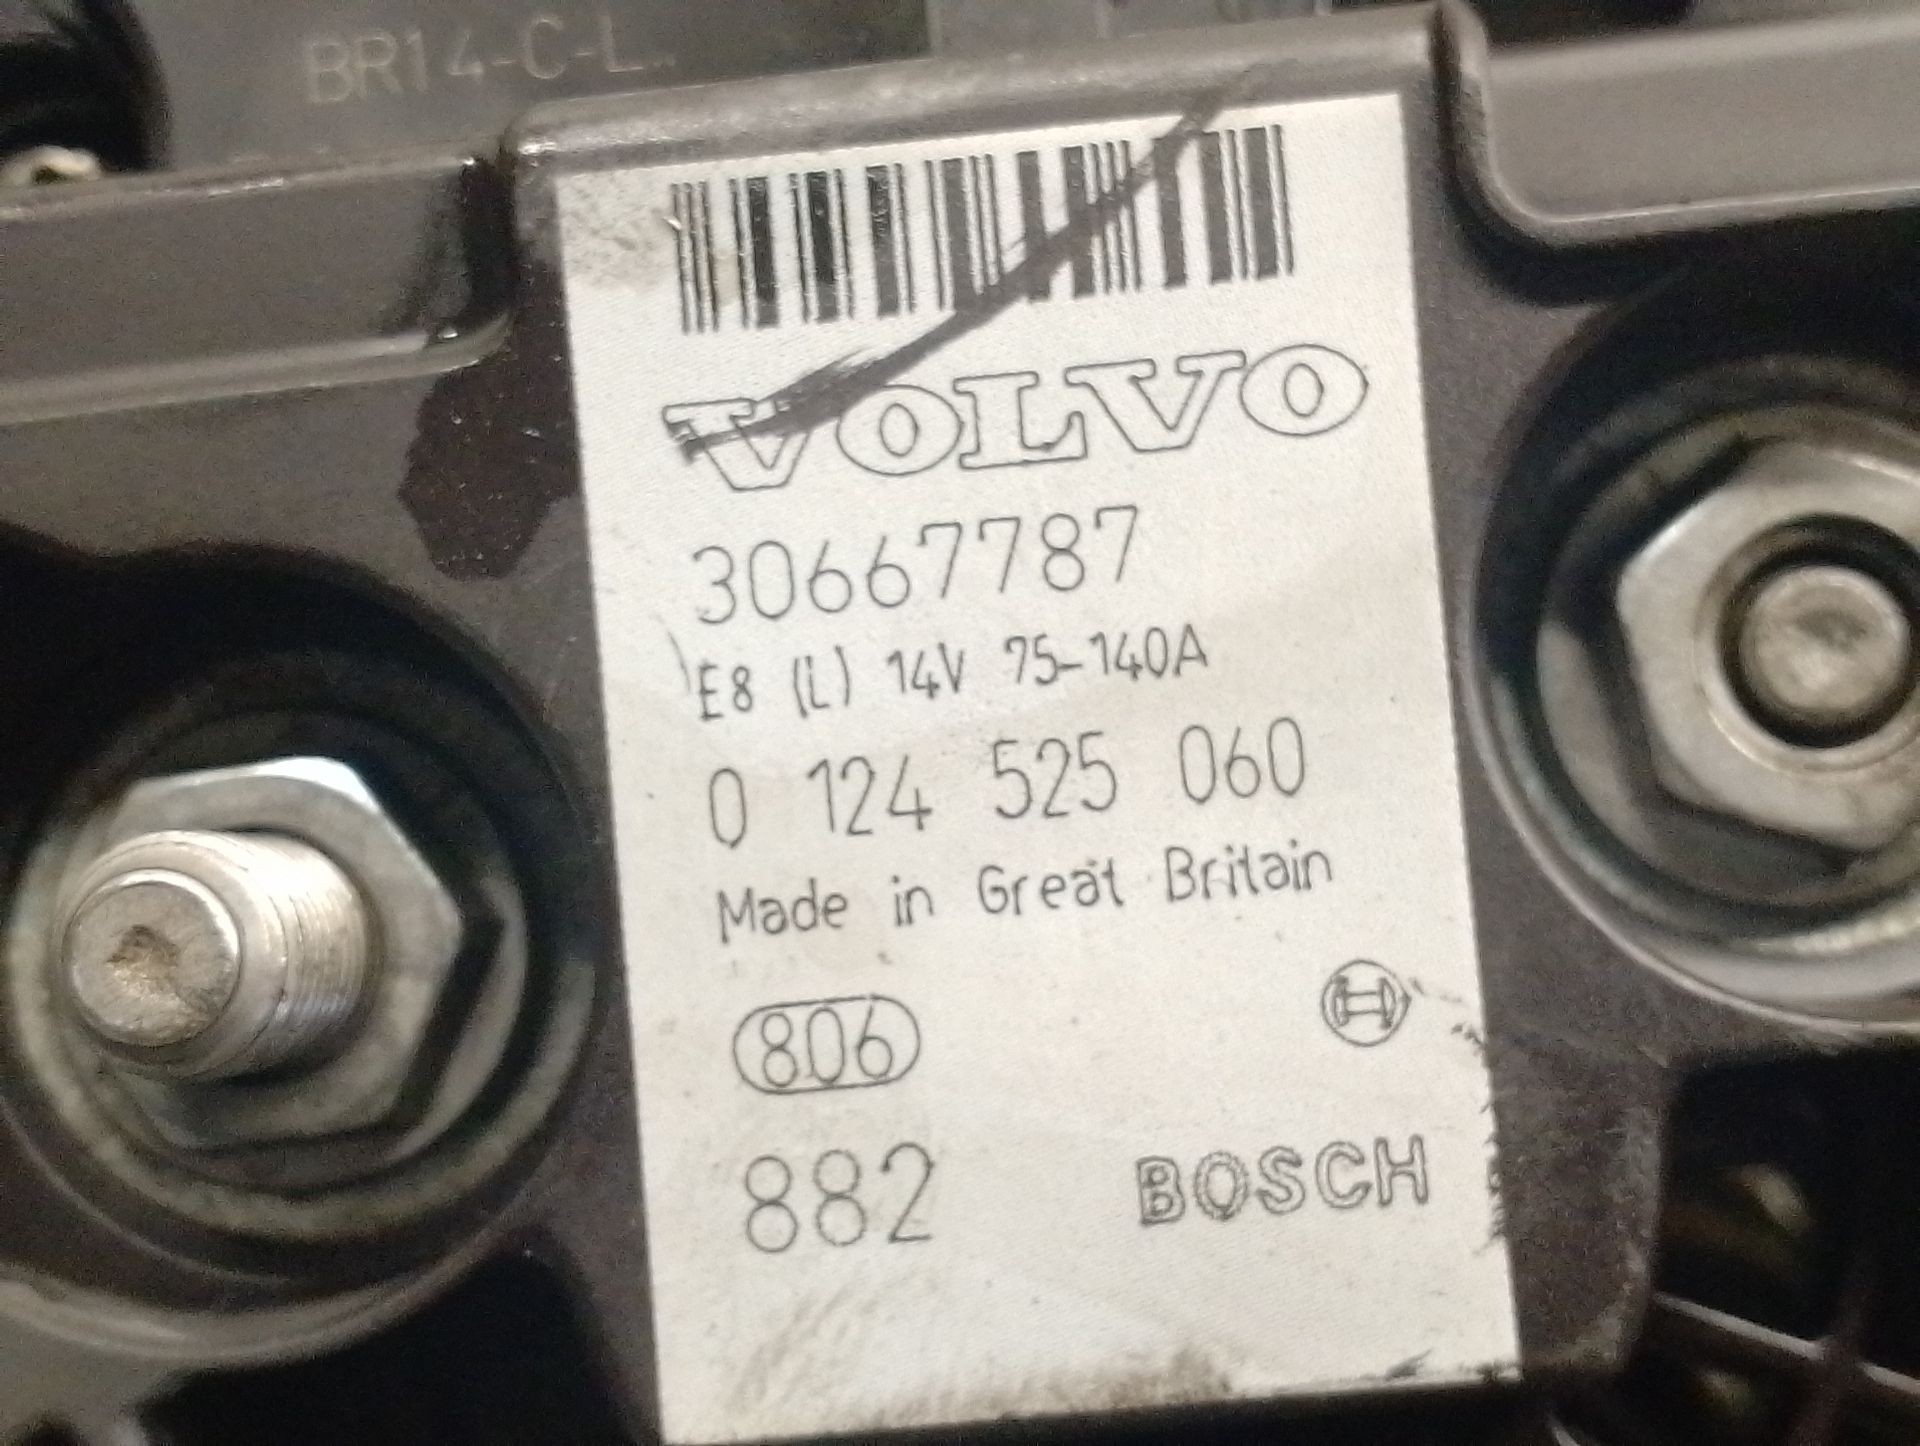 BR14-C-L
VOLVO
30667787
E8 (L) 14V 75-140A
0 124 525 060
Made in Great Britain
806
882 BOSCH